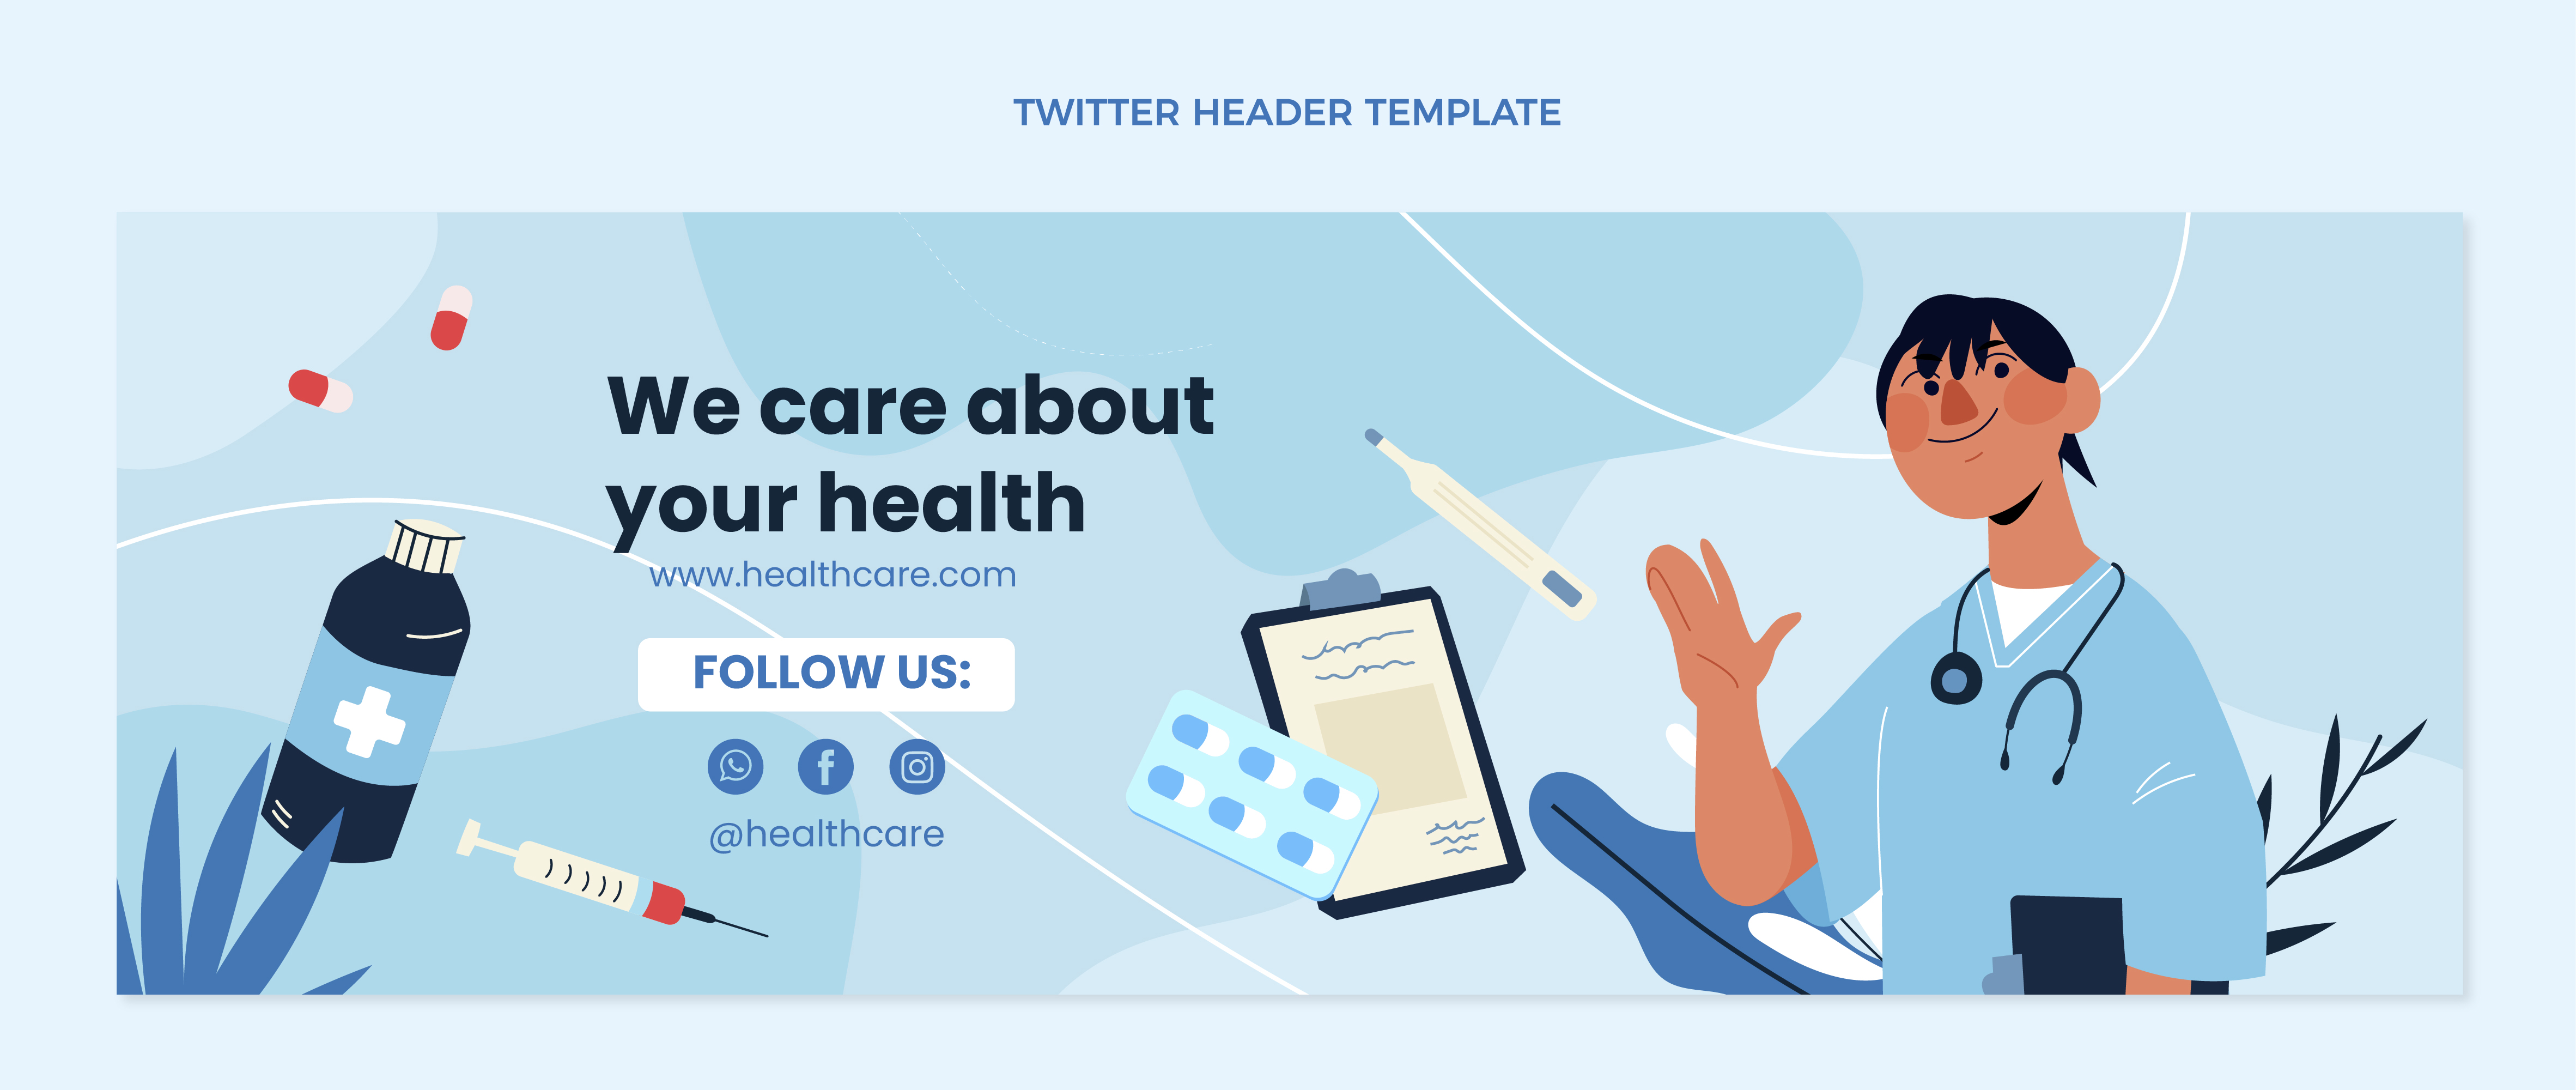 TWITTER HEADER TEMPLATE
We care about
your health
www.healthcare.com
FOLLOW US:
@healthcare